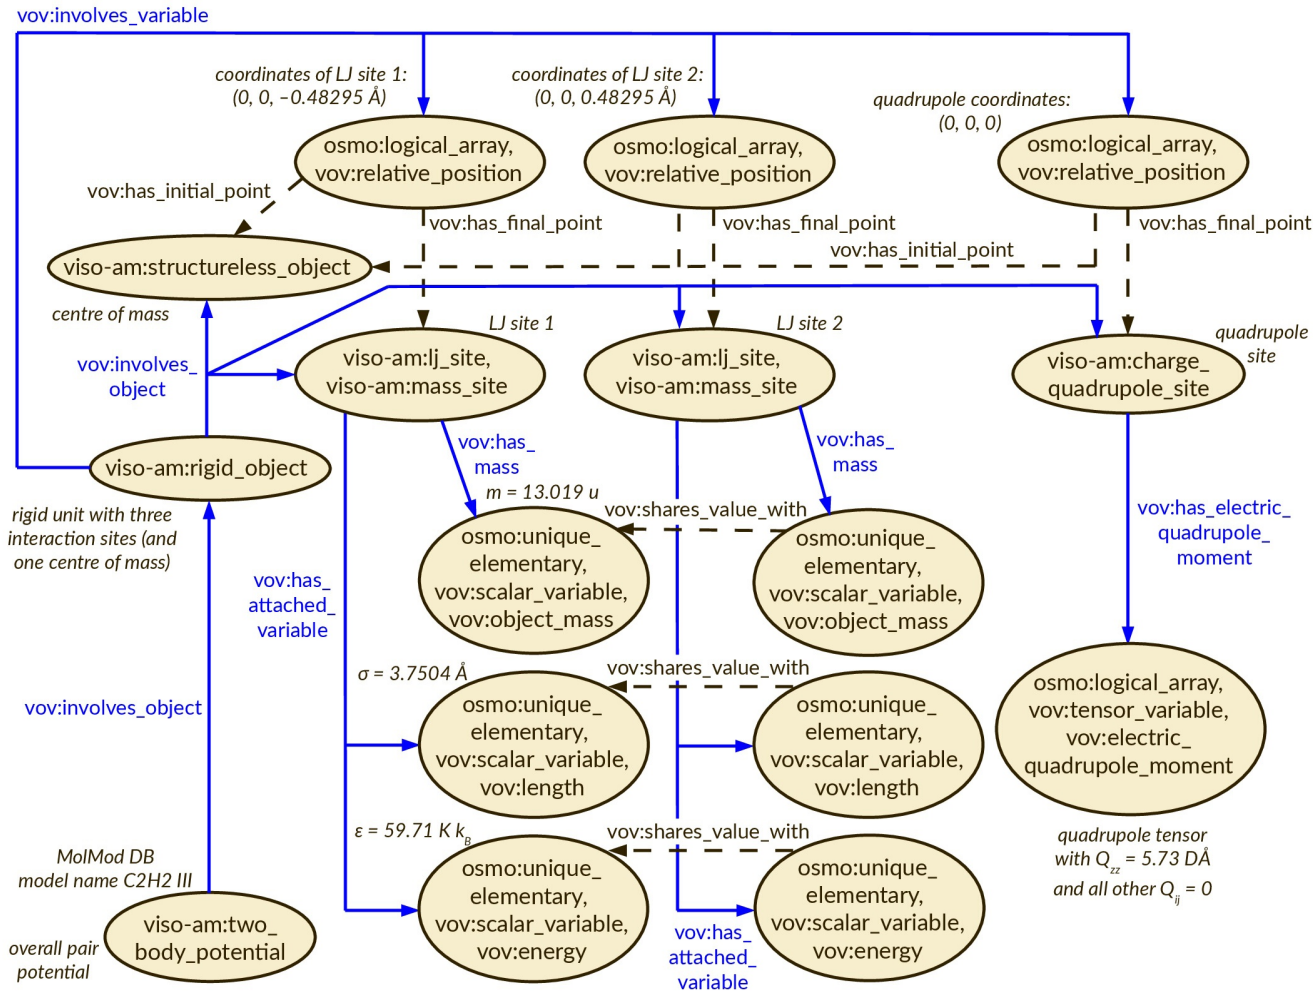 vov:involves_variable
coordinates of LJ site 1:
(0, 0, –0.48295 Å)
coordinates of LJ site 2:
(0, 0, 0.48295 Å)
quadrupole coordinates:
(0, 0, 0)
osmo:logical_array,
vov:relative_position
osmo:logical_array,
vov:relative_position
osmo:logical_array,
vov:relative_position
vov:has_initial_point
vov:has_final_point
vov:has_final_point
vov:has_final_point
vov:has_initial_point
viso-am:structureless_object
centre of mass
LJ site 1
LJ site 2
quadrupole
site
vov:involves_
object
viso-am:lj_site,
viso-am:mass_site
viso-am:lj_site,
viso-am:mass_site
viso-am:charge_
quadrupole_site
viso-am:rigid_object
rigid unit with three
interaction sites (and
one centre of mass)
vov:has_
mass
vov:has_
mass
m = 13.019 u
vov:shares_value_with
vov:has_electric_
quadrupole_
moment
osmo:unique_
elementary,
vov:scalar_variable,
vov:object_mass
osmo:unique_
elementary,
vov:scalar_variable,
vov:object_mass
vov:has_
attached_
variable
σ = 3.7504 Å
vov:shares_value_with
vov:involves_object
osmo:unique_
elementary,
vov:scalar_variable,
vov:length
osmo:unique_
elementary,
vov:scalar_variable,
vov:length
osmo:logical_array,
vov:tensor_variable,
vov:electric_
quadrupole_moment
ε = 59.71 K kB
vov:shares_value_with
quadrupole tensor
with Qzz = 5.73 DÅ
and all other Qij = 0
MolMod DB
model name C2H2 III
osmo:unique_
elementary,
vov:scalar_variable,
vov:energy
osmo:unique_
elementary,
vov:scalar_variable,
vov:energy
viso-am:two_
body_potential
overall pair
potential
vov:has_
attached_
variable